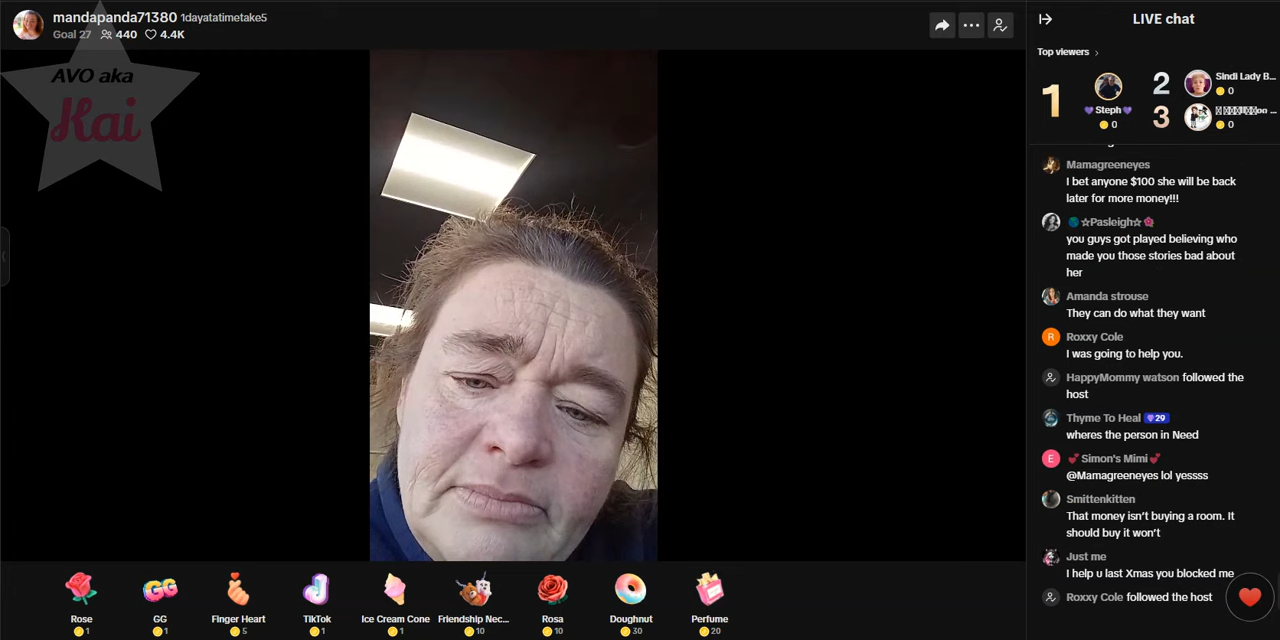 mandapanda71380 1dayatatimetake5
Goal 27 440 4.4K
AVO aka
Kai
LIVE chat
Top viewers
1
Steph
0
2
Sindi Lady B...
0
3
0
Mamagreeneyes
I bet anyone $100 she will be back
later for more money!!!
☆Pasleigh☆
you guys got played believing who
made you those stories bad about
her
Amanda strouse
They can do what they want
R
Roxxy Cole
I was going to help you.
HappyMommy watson followed the
host
Thyme To Heal 29
wheres the person in Need
E
Simon's Mimi
@Mamagreeneyes lol yessss
Smittenkitten
That money isn't buying a room. It
should buy it won't
Just me
I help u last Xmas you blocked me
Roxxy Cole followed the host
GG
Rose
1
GG
1
Finger Heart
5
TikTok
1
Ice Cream Cone
1
Friendship Nec...
10
Rosa
10
Doughnut
30
Perfume
20